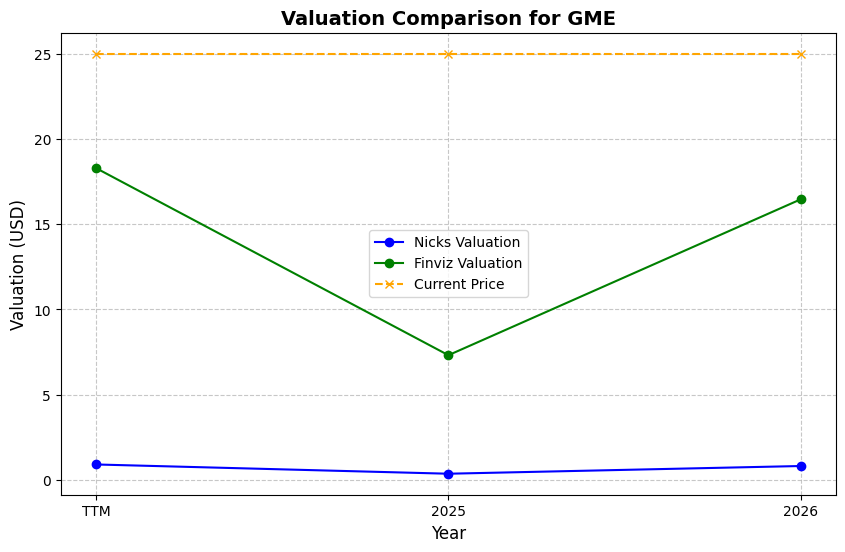 Valuation Comparison for GME
Valuation (USD)
25
20
15
10
5
0
Nicks Valuation
Finviz Valuation
Current Price
TTM
2025
2026
Year